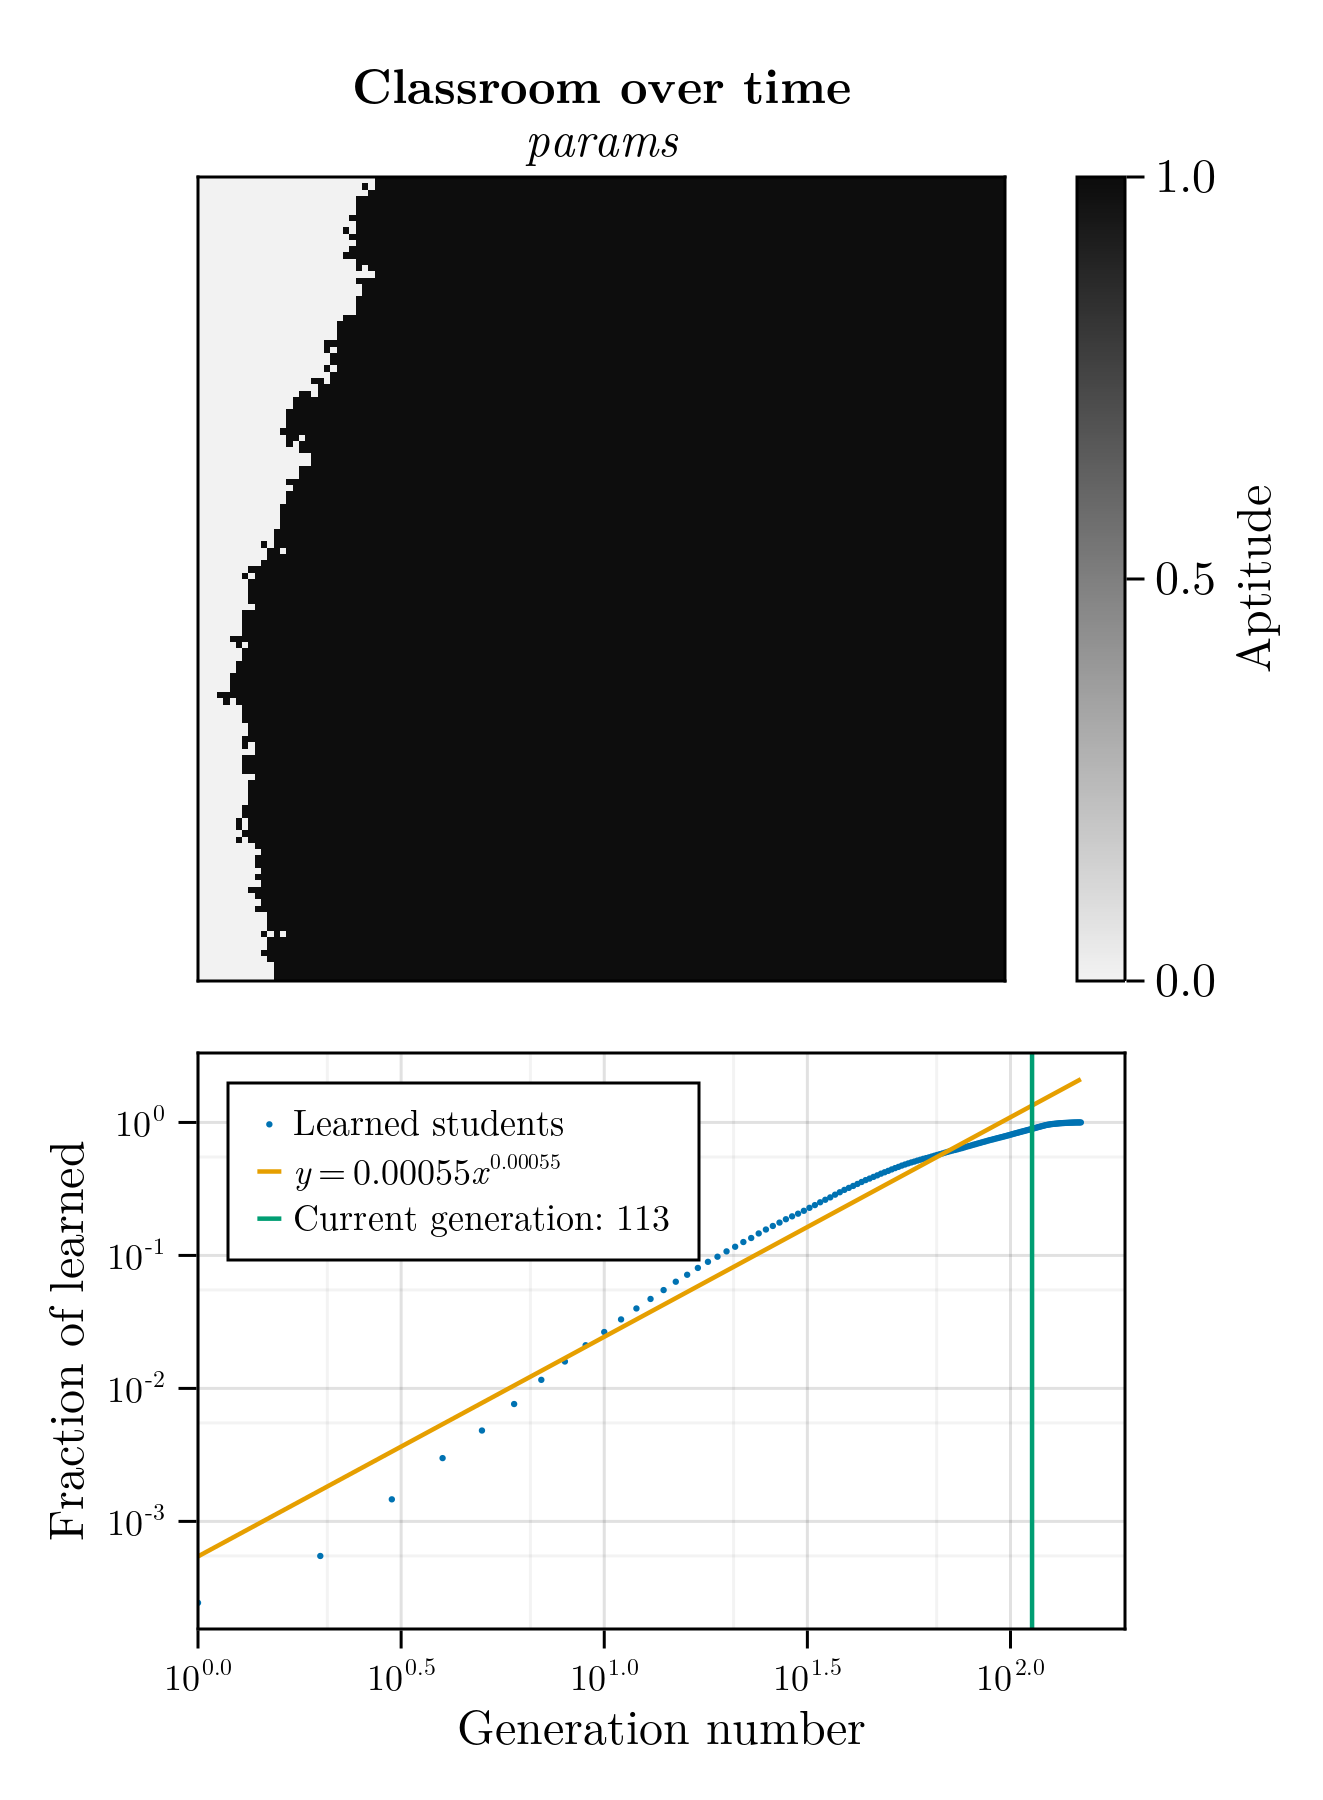 Classroom over time
params
1.0
0.5
0.0
Aptitude
10^0
10^-1
10^-2
10^-3
Fraction of learned
Learned students
y = 0.00055x^0.00055
Current generation: 113
10^0.0 10^0.5 10^1.0 10^1.5 10^2.0
Generation number